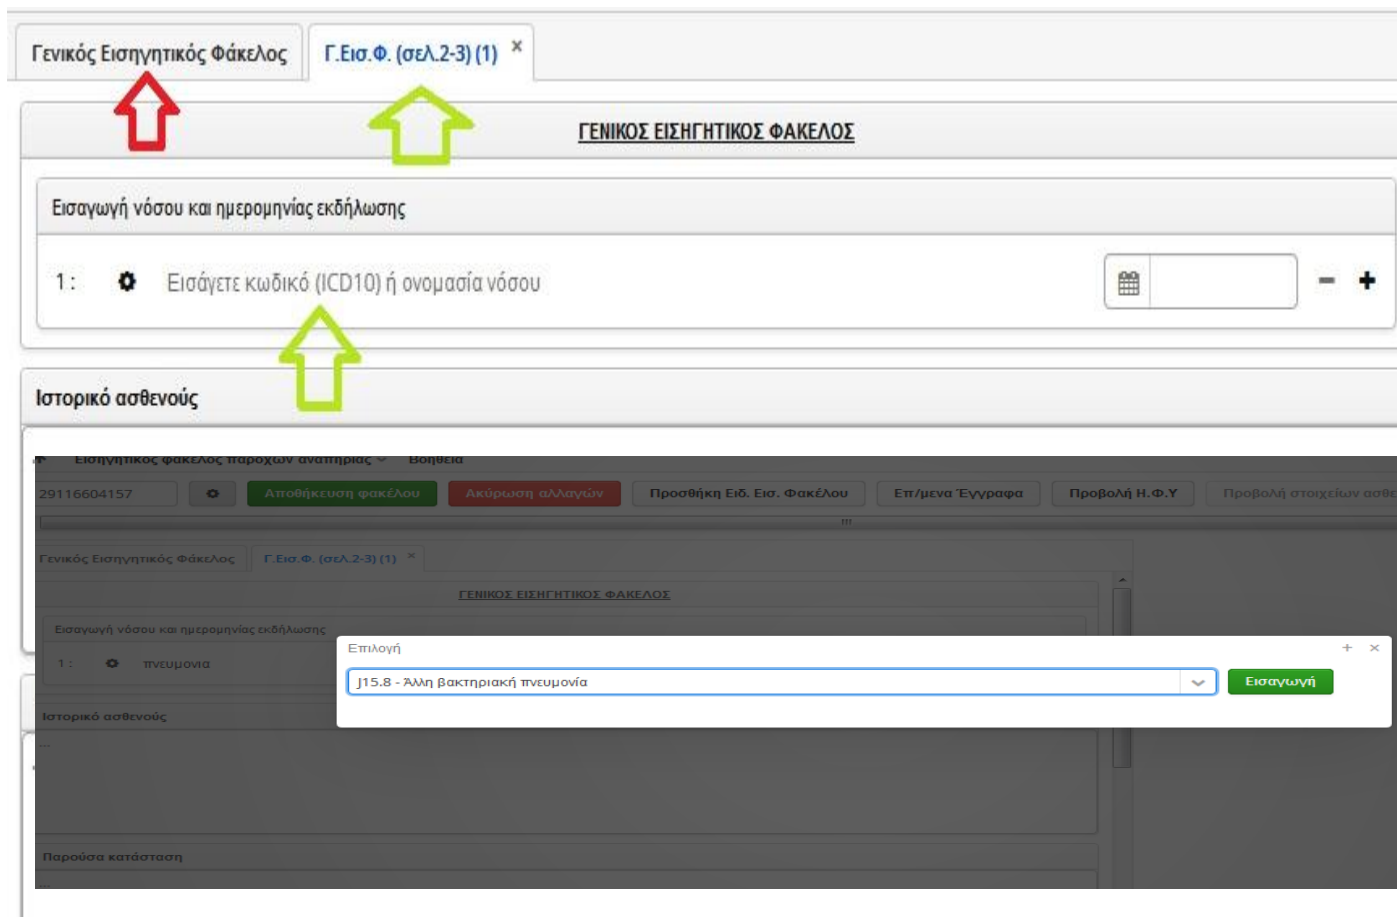 Γενικός Εισηγητικός Φάκελος Γ.Εισ.Φ. (σελ.2-3) (1) ×
ΓΕΝΙΚΟΣ ΕΙΣΗΓΗΤΙΚΟΣ ΦΑΚΕΛΟΣ
Εισαγωγή νόσου και ημερομηνίας εκδήλωσης
1 : Εισάγετε κωδικό (ICD10) ή ονομασία νόσου − +
Ιστορικό ασθενούς
Εισηγητικός φάκελος παροχών αναπηρίας Βοήθεια
29116604157 Αποθήκευση φακέλου Ακύρωση αλλαγών Προσθήκη Ειδ. Εισ. Φακέλου Επ/μενα Έγγραφα Προβολή Η.Φ.Υ Προβολή στοιχείων ασθε
Γενικός Εισηγητικός Φάκελος Γ.Εισ.Φ. (σελ.2-3) (1) ×
ΓΕΝΙΚΟΣ ΕΙΣΗΓΗΤΙΚΟΣ ΦΑΚΕΛΟΣ
Εισαγωγή νόσου και ημερομηνίας εκδήλωσης
1 : πνευμονια
Επιλογή + ×
J15.8 - Άλλη βακτηριακή πνευμονία Εισαγωγή
Ιστορικό ασθενούς
...
Παρούσα κατάσταση
...